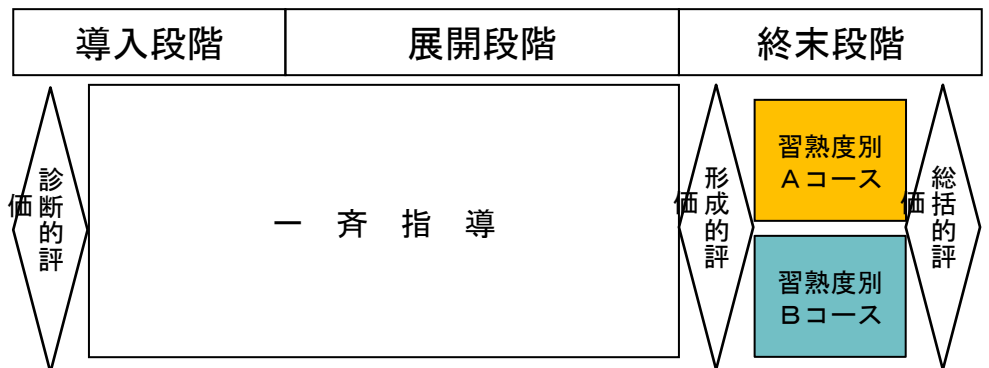 導入段階
展開段階
終末段階
診断的評価
一斉指導
形成的評価
習熟度別
Ａコース
習熟度別
Ｂコース
総括的評価